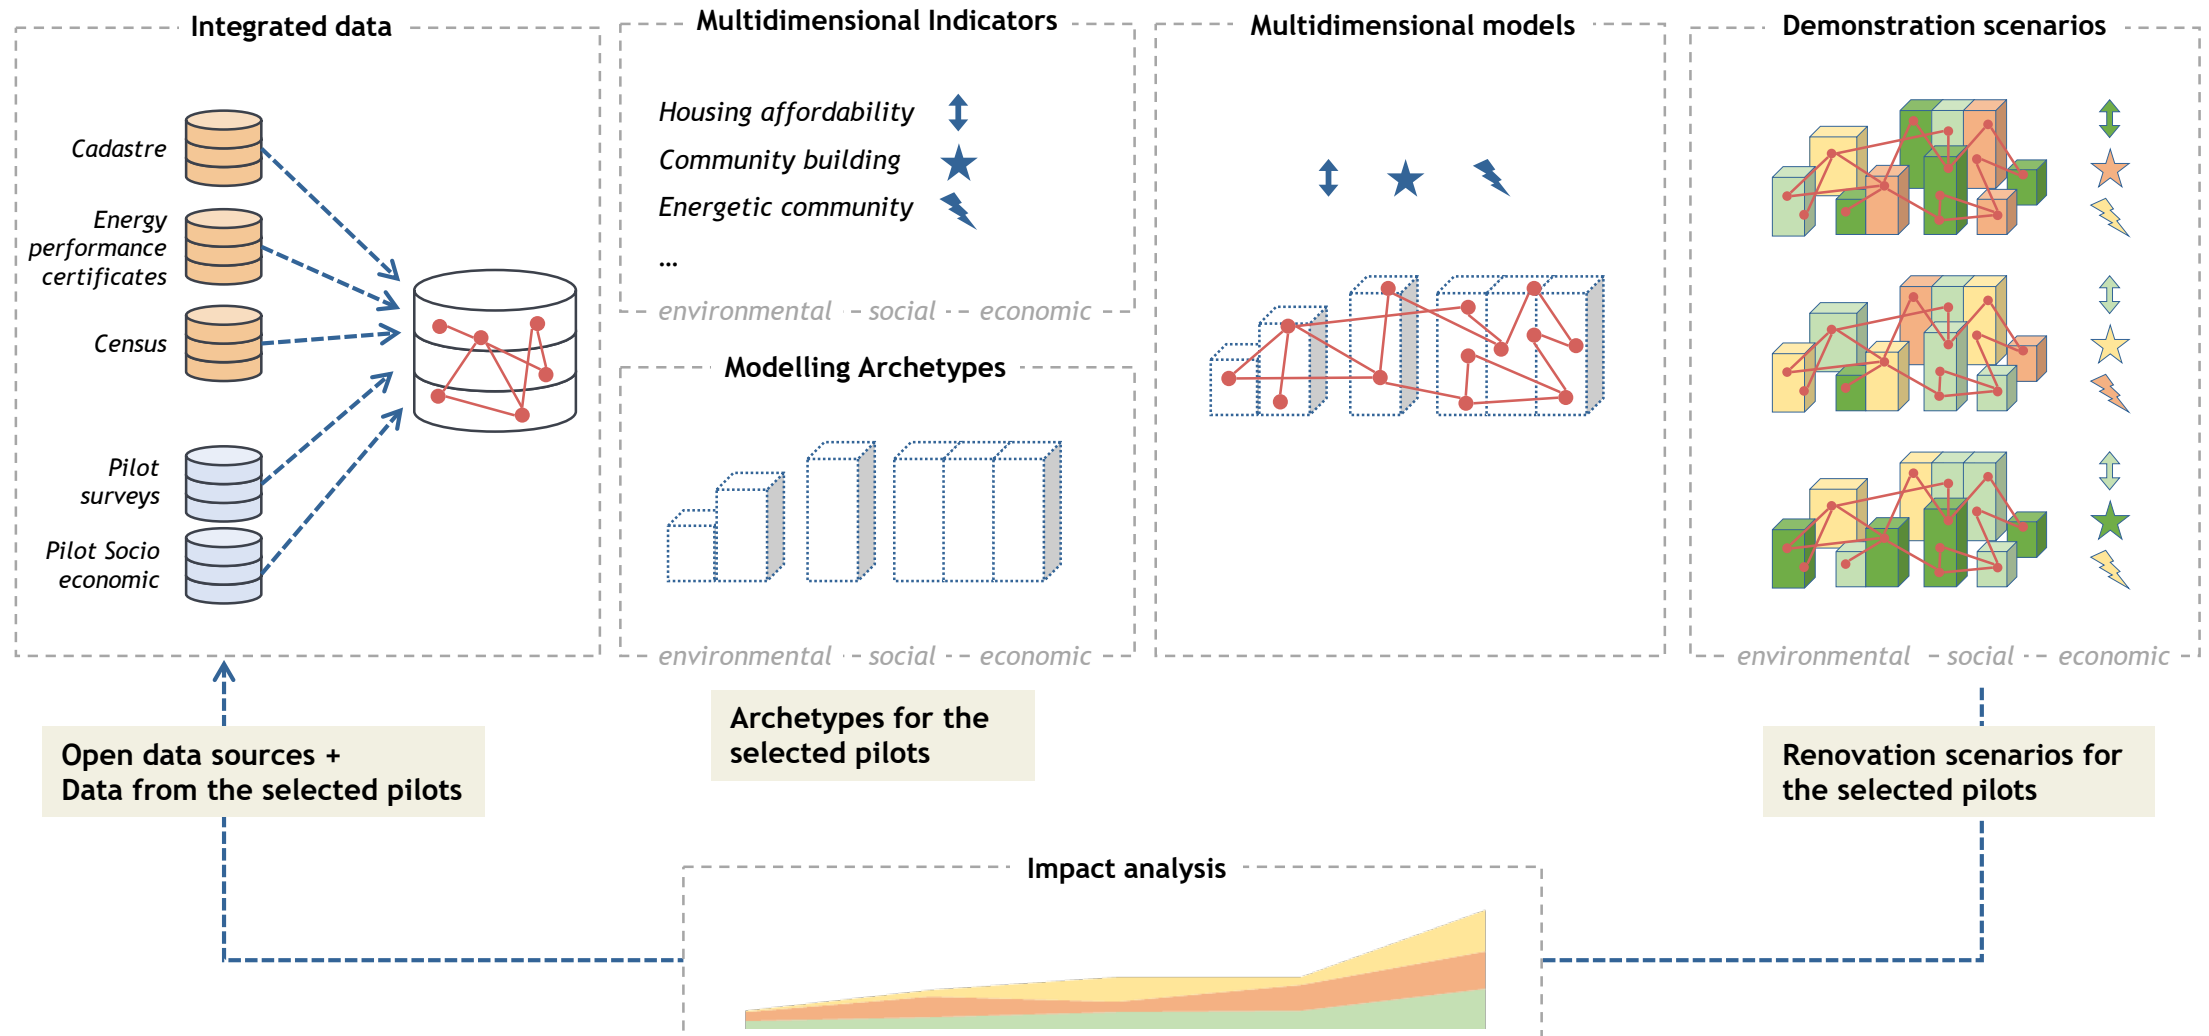 Integrated data
Cadastre
Energy
performance
certificates
Census
Pilot
surveys
Pilot Socio
economic
Multidimensional Indicators
Housing affordability
Community building
Energetic community
…
environmental - social - economic
Modelling Archetypes
environmental - social - economic
Multidimensional models
Demonstration scenarios
environmental - social - economic
Open data sources +
Data from the selected pilots
Archetypes for the
selected pilots
Renovation scenarios for
the selected pilots
Impact analysis